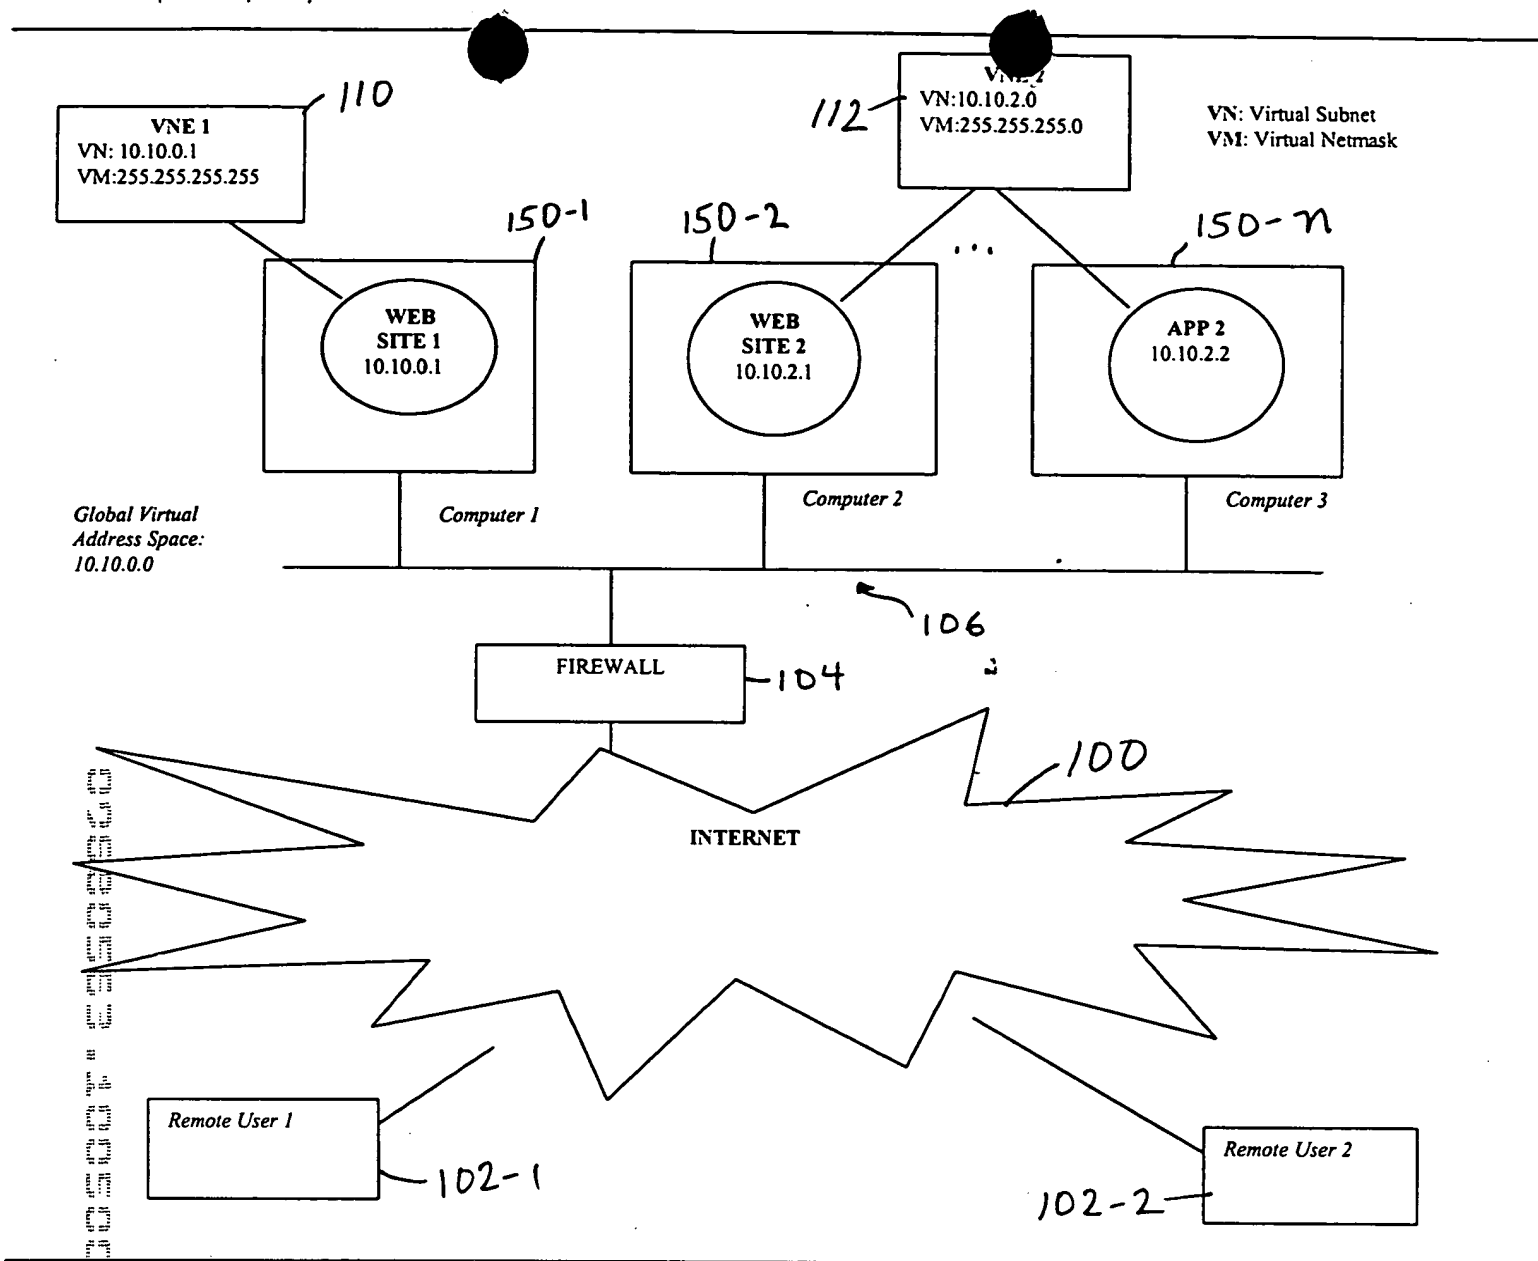 110
VNE 1
VN: 10.10.0.1
VM:255.255.255.255
112
VNE 2
VN:10.10.2.0
VM:255.255.255.0
VN: Virtual Subnet
VM: Virtual Netmask
150-1
150-2
...
150-n
WEB
SITE 1
10.10.0.1
WEB
SITE 2
10.10.2.1
APP 2
10.10.2.2
Global Virtual
Address Space:
10.10.0.0
Computer 1
Computer 2
Computer 3
106
FIREWALL
104
100
INTERNET
Remote User 1
102-1
Remote User 2
102-2